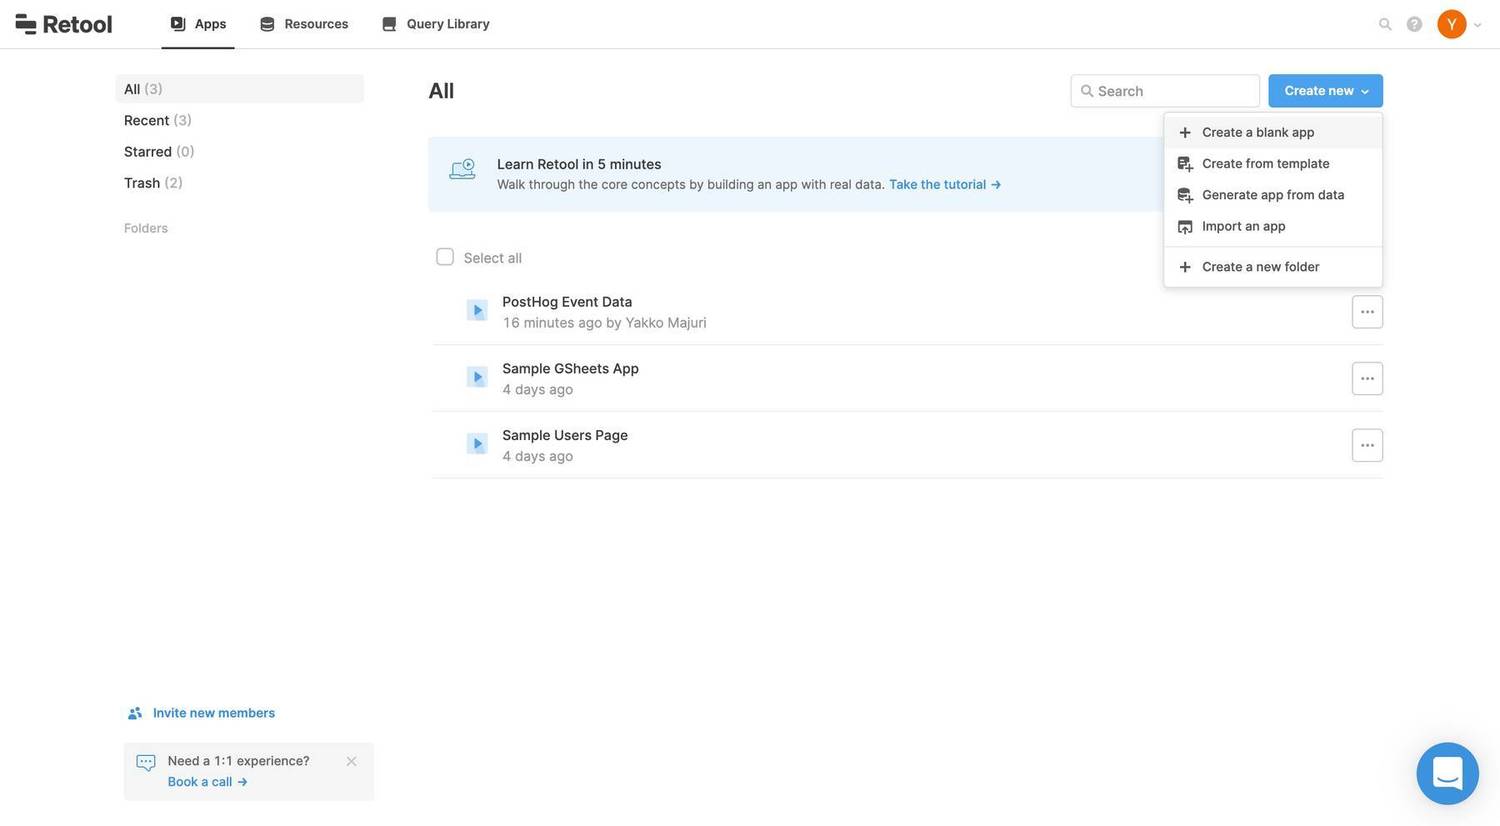 Retool
Apps
Resources
Query Library
Y
All (3)
Recent (3)
Starred (0)
Trash (2)
Folders
All
Search
Create new
Create a blank app
Create from template
Generate app from data
Import an app
Create a new folder
Learn Retool in 5 minutes
Walk through the core concepts by building an app with real data. Take the tutorial →
Select all
PostHog Event Data
16 minutes ago by Yakko Majuri
Sample GSheets App
4 days ago
Sample Users Page
4 days ago
Invite new members
Need a 1:1 experience?
Book a call →